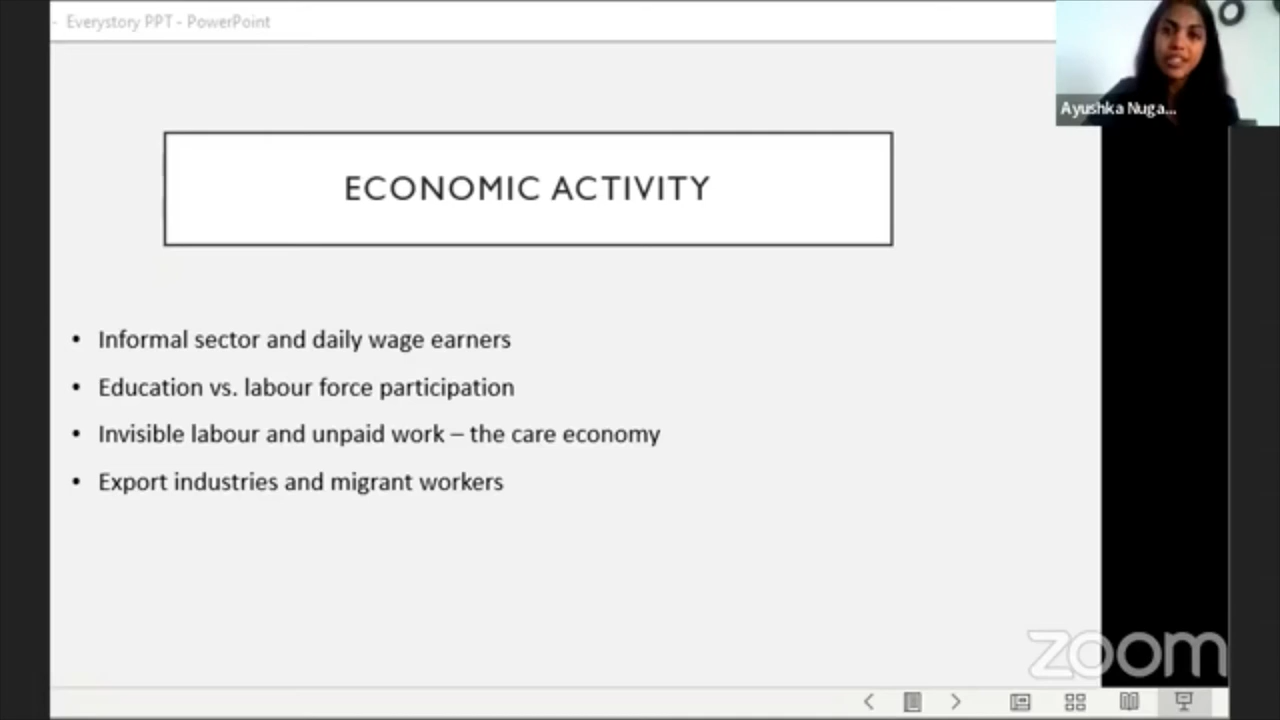 - Everystory PPT - PowerPoint
Ayushka Nuga...
ECONOMIC ACTIVITY
• Informal sector and daily wage earners
• Education vs. labour force participation
• Invisible labour and unpaid work – the care economy
• Export industries and migrant workers
zoom